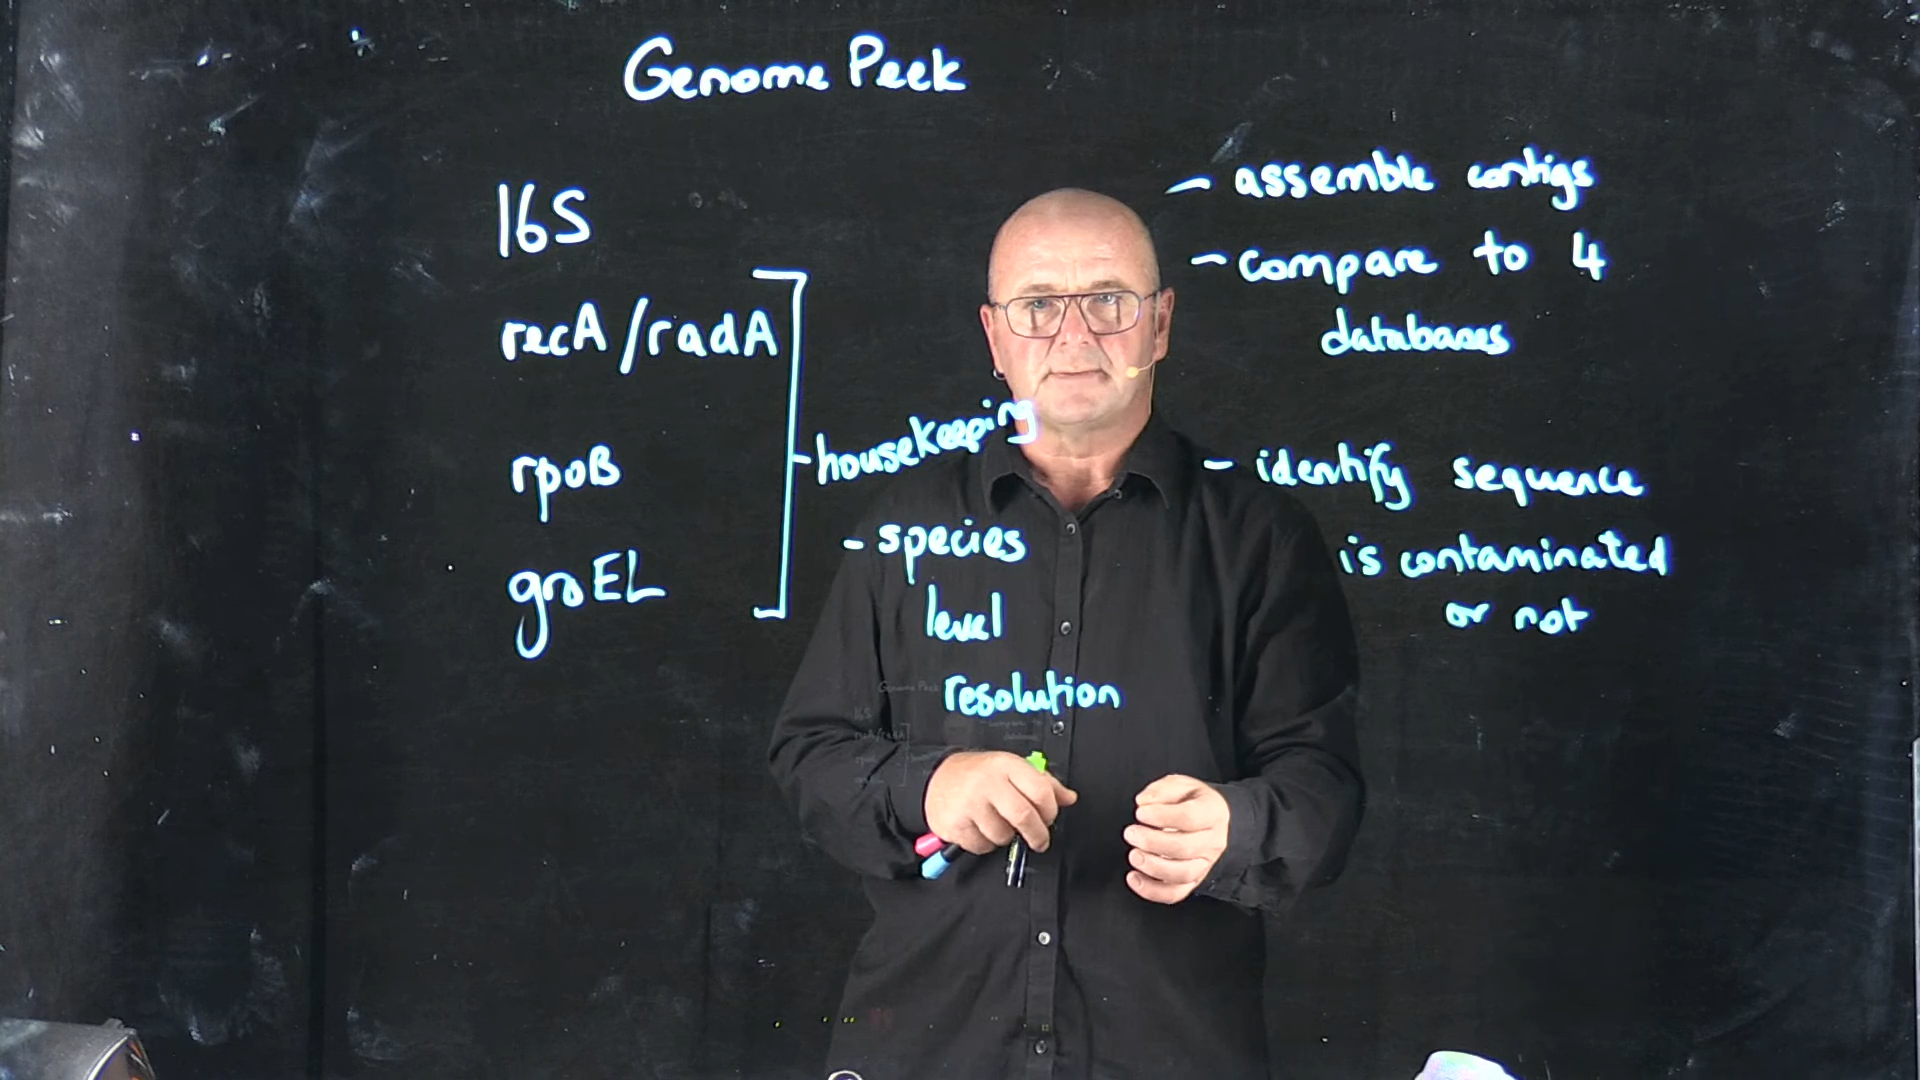 Genome Peek
16S
recA/radA
rpoB
groEL
housekeeping
- species
level
resolution
- assemble contigs
- compare to 4
databases
- identify sequence
is contaminated
or not